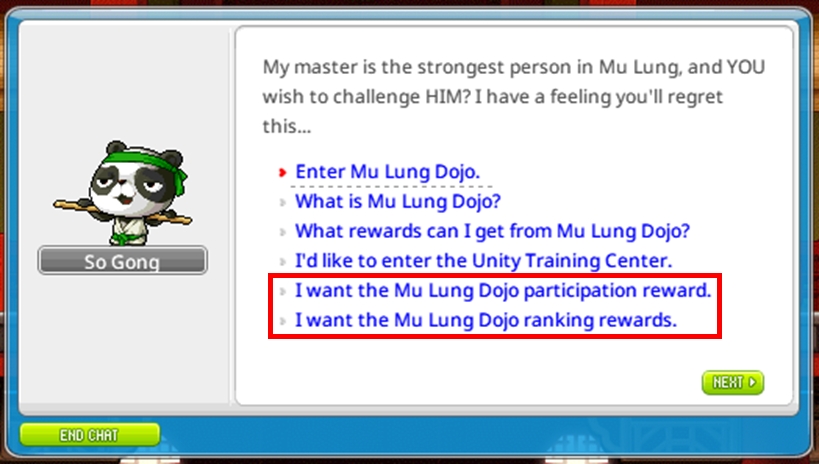 My master is the strongest person in Mu Lung, and YOU
wish to challenge HIM? I have a feeling you'll regret
this...
Enter Mu Lung Dojo.
What is Mu Lung Dojo?
What rewards can I get from Mu Lung Dojo?
I'd like to enter the Unity Training Center.
I want the Mu Lung Dojo participation reward.
I want the Mu Lung Dojo ranking rewards.
So Gong
NEXT
END CHAT